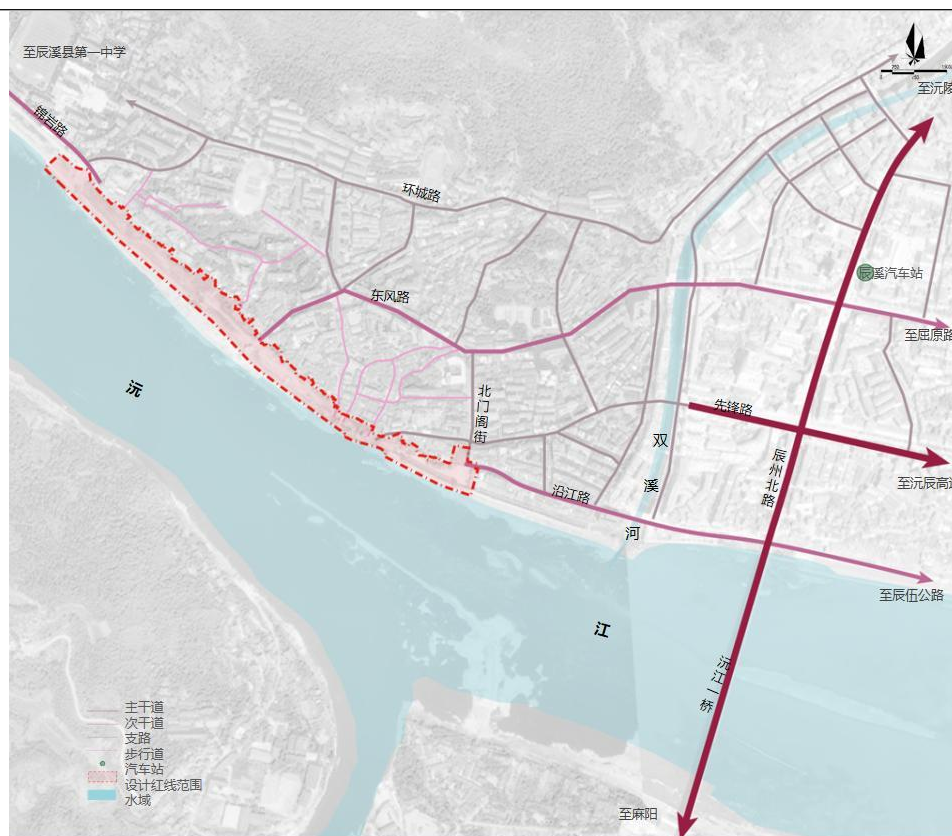 至辰溪县第一中学
至沅陵
锦岩路
环城路
辰溪汽车站
东风路
至屈原路
沅
北门阁街
先锋路
双
溪
河
辰州北路
至沅辰高速
沿江路
至辰伍公路
江
沅江一桥
主干道
次干道
支路
步行道
汽车站
设计红线范围
水域
至麻阳